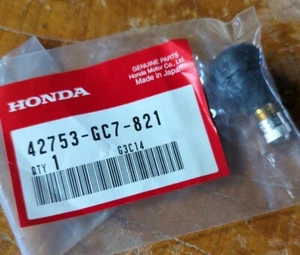 GENUINE PARTS
Honda Motor Co., Ltd.
Made in Japan
HONDA
42753-GC7-821
QTY 1
G3C14